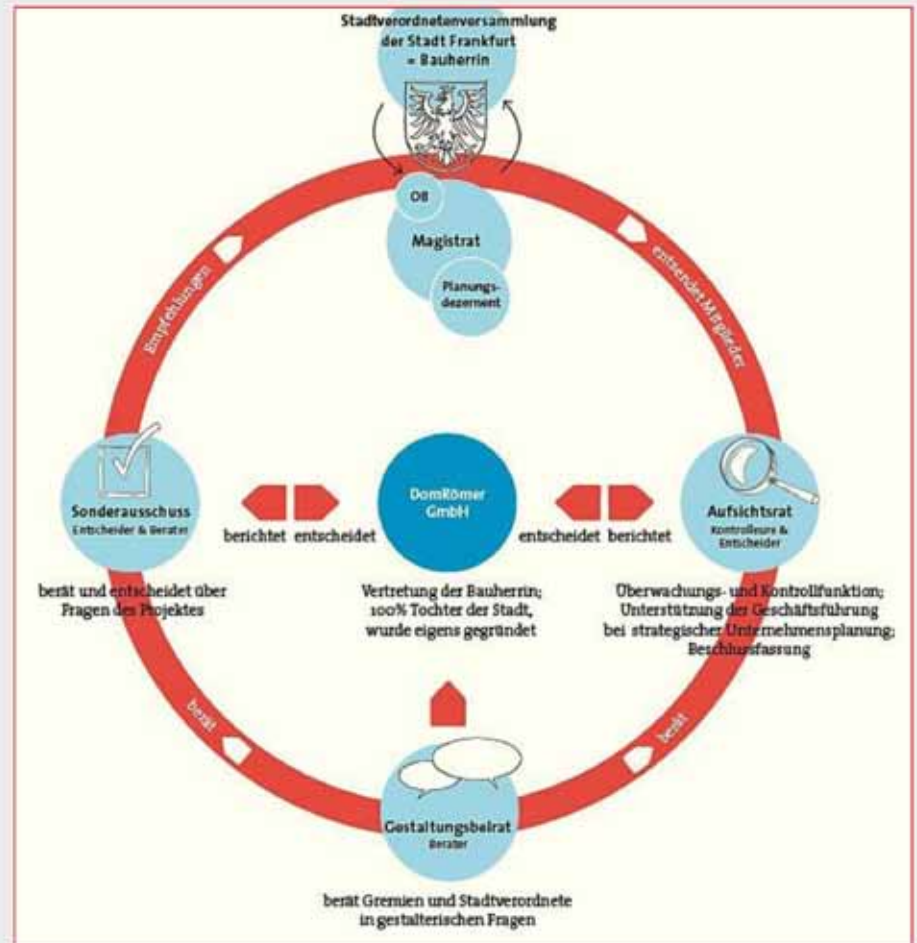 Stadtverordnetenversammlung
der Stadt Frankfurt
= Bauherrin
OB
Magistrat
Planungs-
dezernent
Empfehlungen
entsendet Mitglieder
Sonderausschuss
Entscheider & Berater
berichtet entscheidet
DomRömer
GmbH
entscheidet berichtet
Aufsichtsrat
Kontrolleure &
Entscheider
berät und entscheidet über
Fragen des Projektes
Vertretung der Bauherrin;
100% Tochter der Stadt,
wurde eigens gegründet
Überwachungs- und Kontrollfunktion;
Unterstützung der Geschäftsführung
bei strategischer Unternehmensplanung;
Beschlussfassung
berät
berät
Gestaltungsbeirat
Berater
berät Gremien und Stadtverordnete
in gestalterischen Fragen